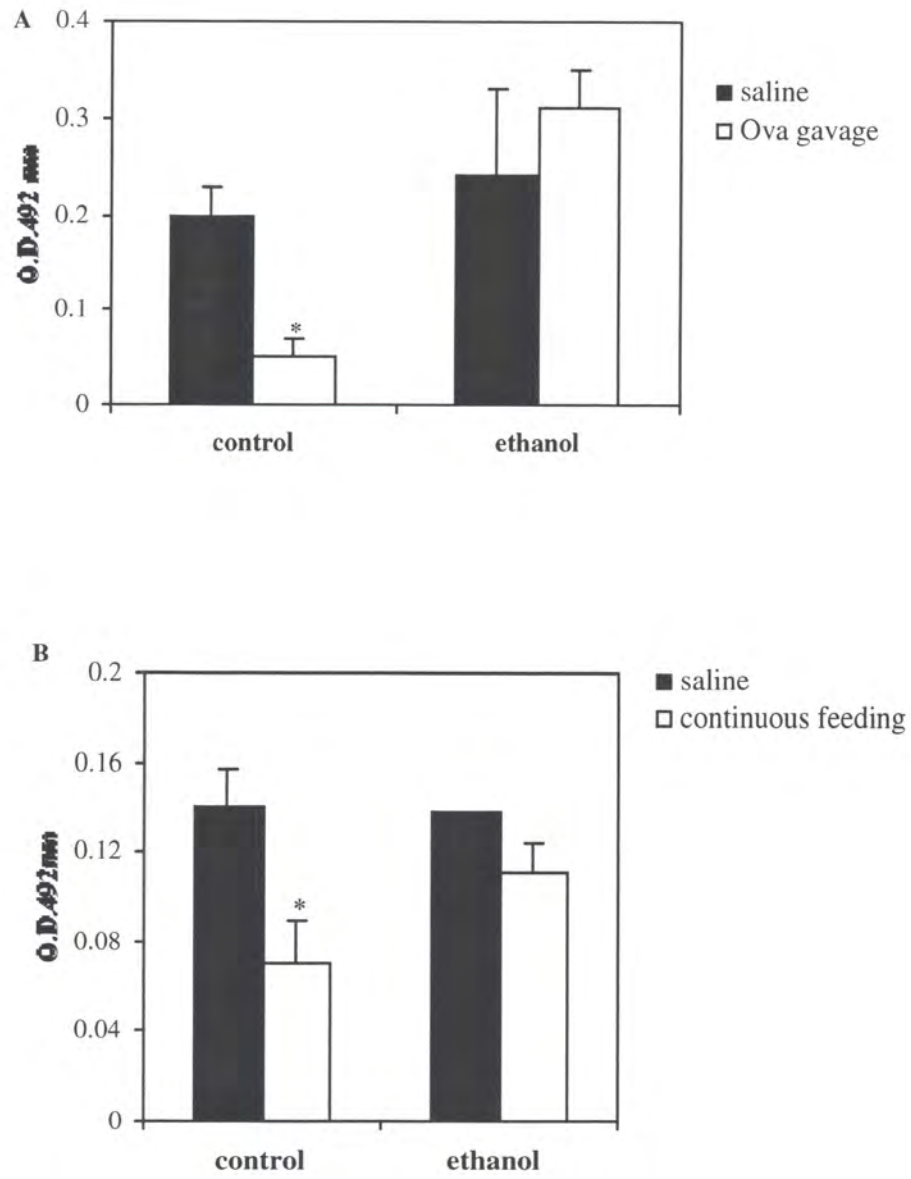 A
0.4
0.3
0.2
0.1
0
O.D.492 nm
control
ethanol
saline
Ova gavage
*
B
0.2
0.16
0.12
0.08
0.04
0
O.D.492nm
control
ethanol
saline
continuous feeding
*